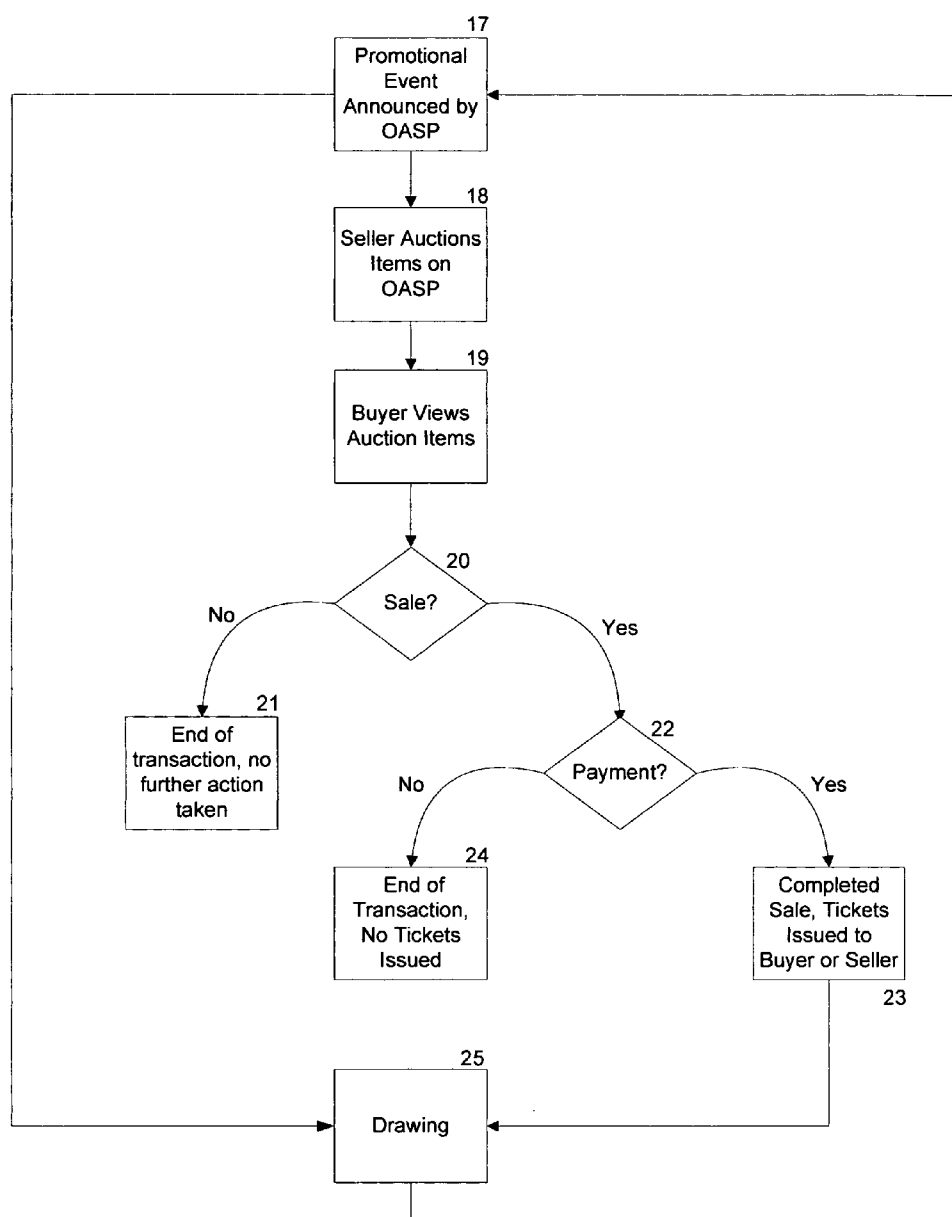 17
Promotional
Event
Announced by
OASP
18
Seller Auctions
Items on
OASP
19
Buyer Views
Auction Items
20
Sale?
No
Yes
21
End of
transaction, no
further action
taken
22
Payment?
No
Yes
24
End of
Transaction,
No Tickets
Issued
Completed
Sale, Tickets
Issued to
Buyer or Seller
23
25
Drawing